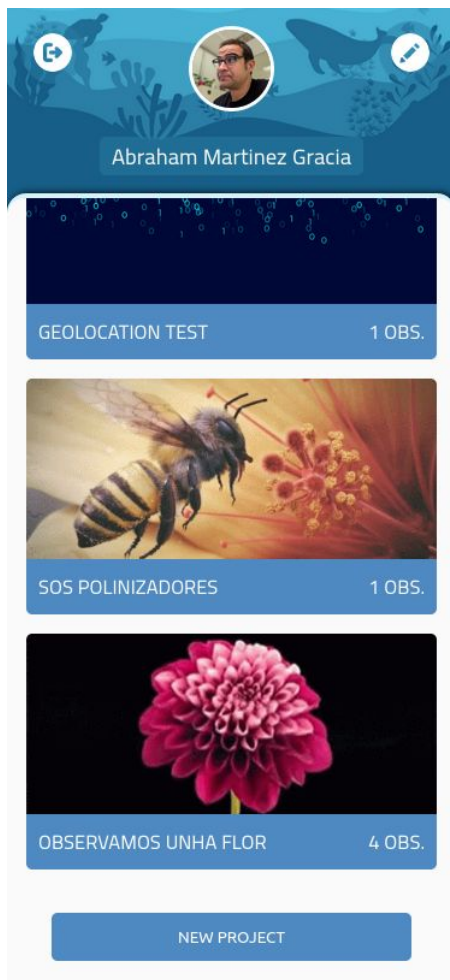 Abraham Martinez Gracia
GEOLOCATION TEST 1 OBS.
SOS POLINIZADORES 1 OBS.
OBSERVAMOS UNHA FLOR 4 OBS.
NEW PROJECT